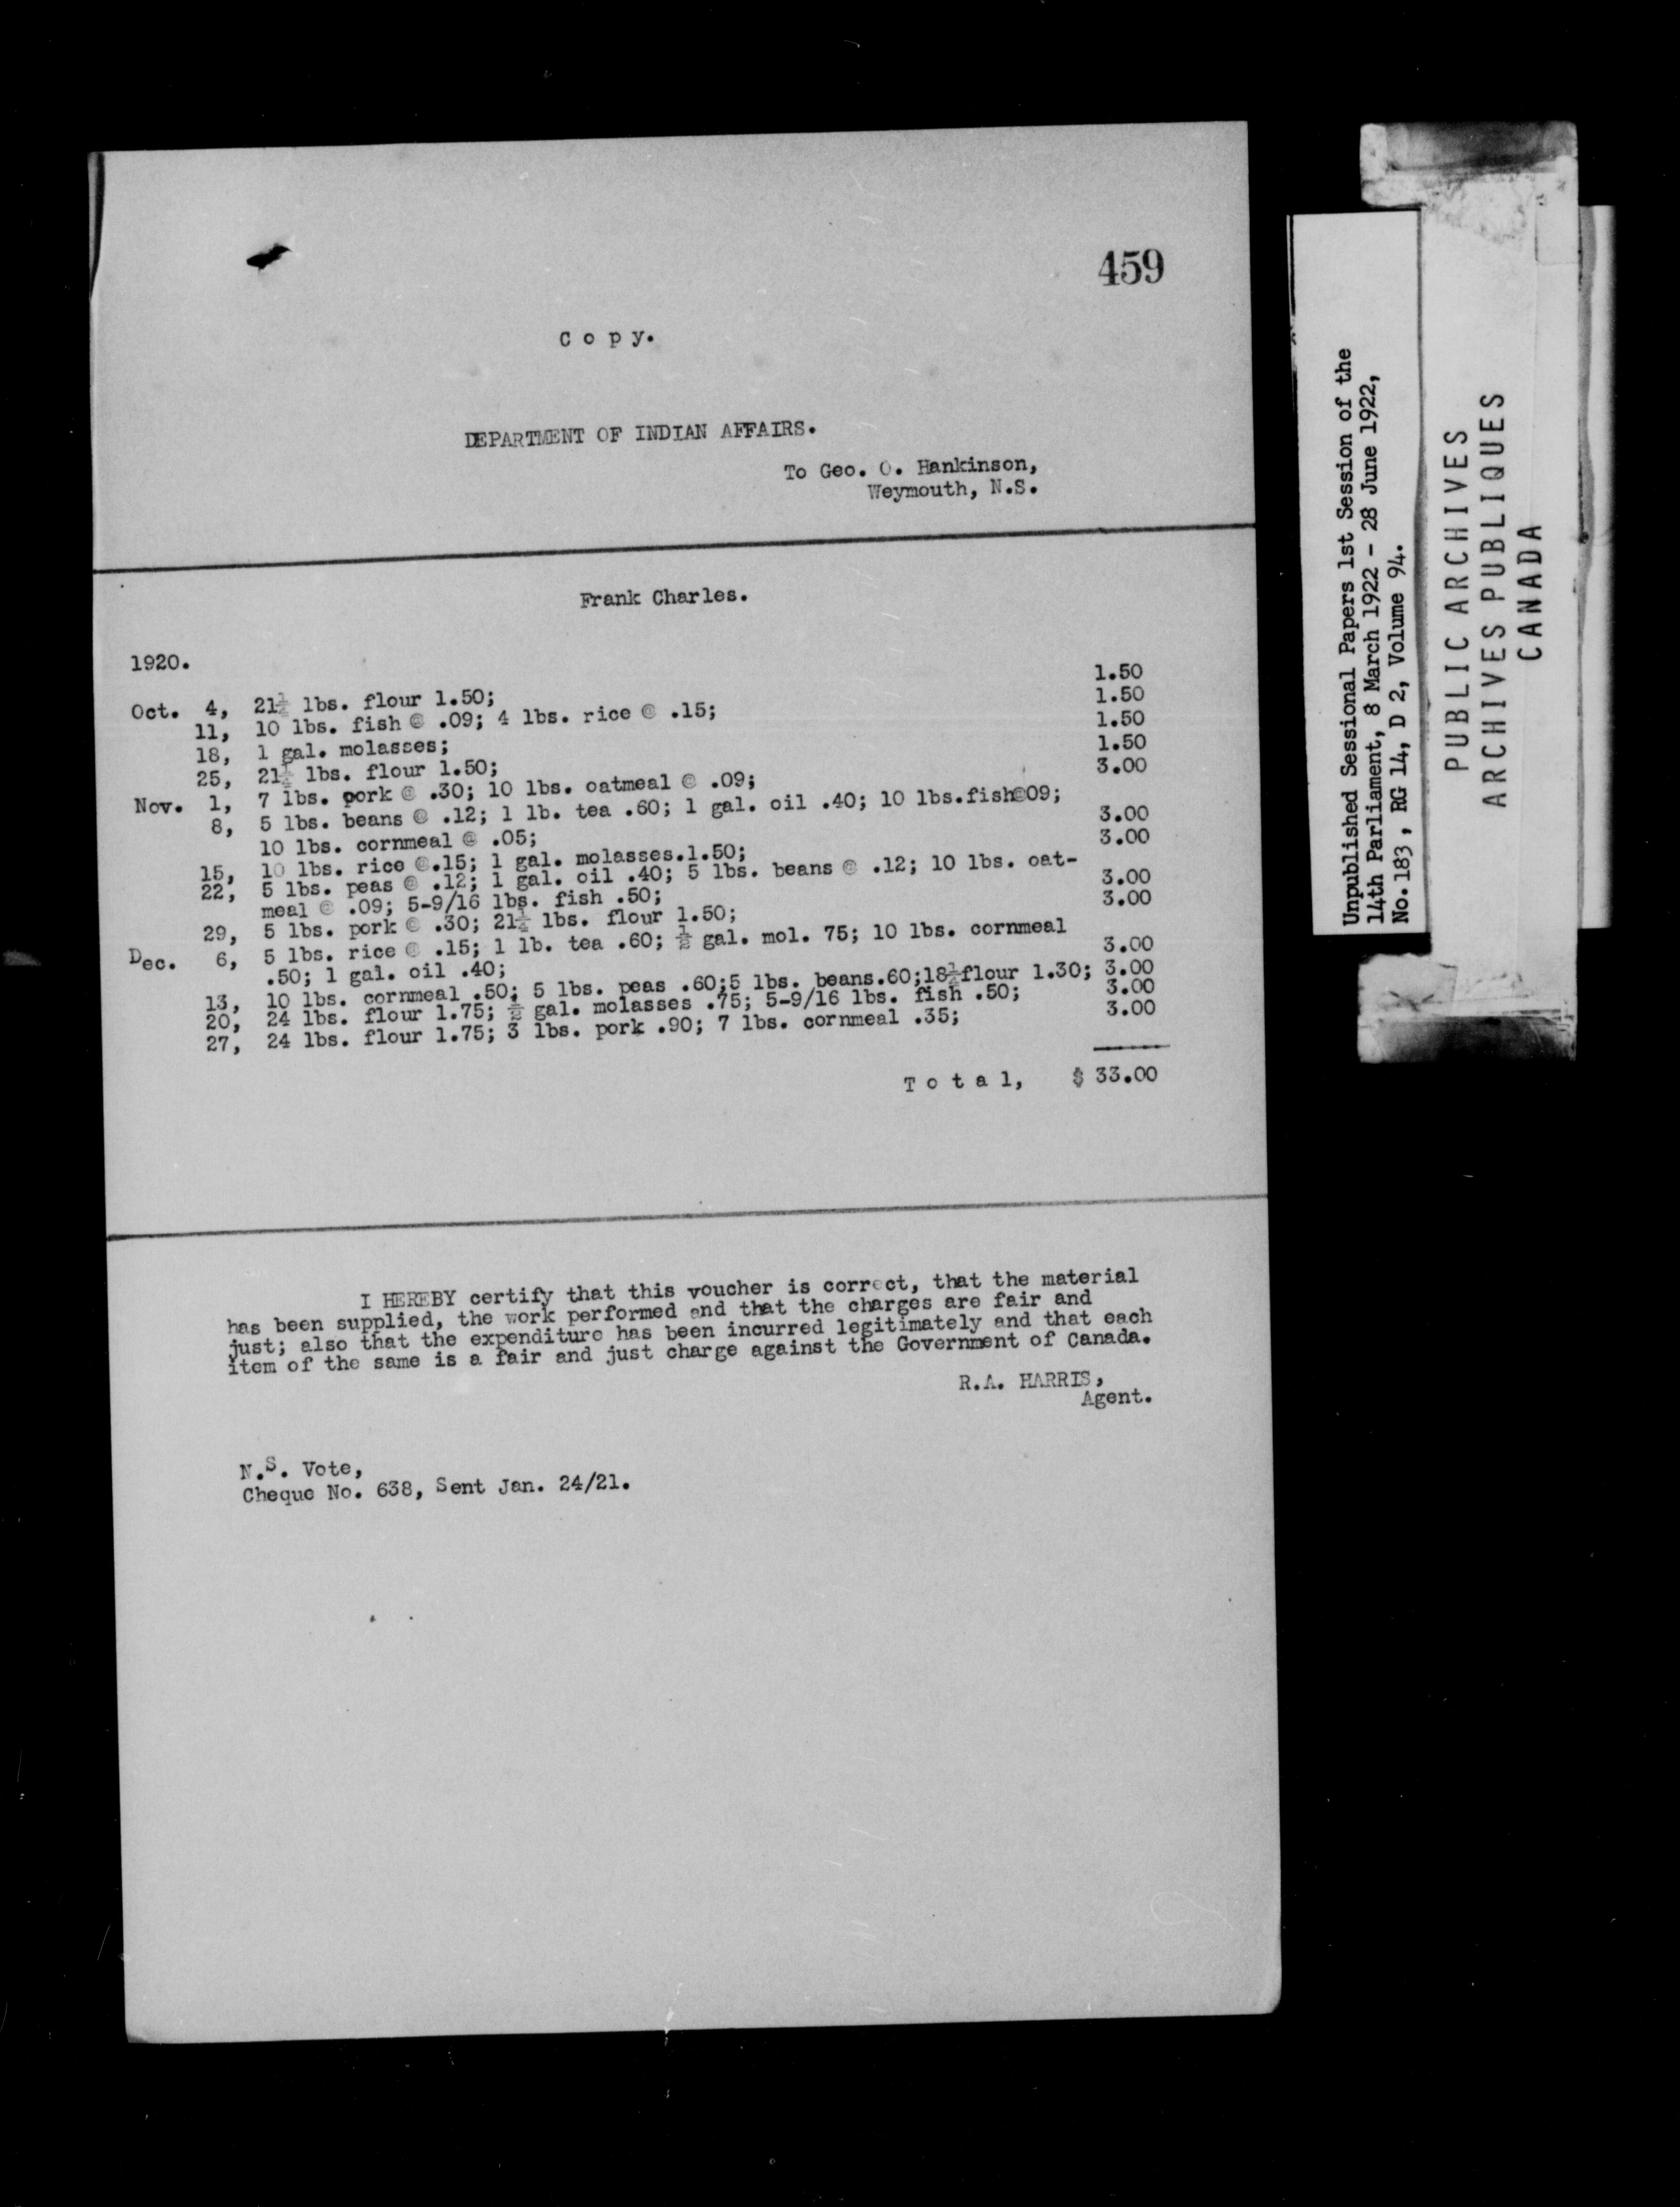 459
C o p y.
DEPARTMENT OF INDIAN AFFAIRS.
To Geo. O. Hankinson,
Weymouth, N.S.
Frank Charles.
1920.
Oct. 4, 21½ lbs. flour 1.50; 1.50
11, 10 lbs. fish @ .09; 4 lbs. rice @ .15; 1.50
18, 1 gal. molasses; 1.50
25, 21½ lbs. flour 1.50; 1.50
Nov. 1, 7 lbs. pork @ .30; 10 lbs. oatmeal @ .09; 3.00
8, 5 lbs. beans @ .12; 1 lb. tea .60; 1 gal. oil .40; 10 lbs.fish@09;
10 lbs. cornmeal @ .05; 3.00
15, 10 lbs. rice @.15; 1 gal. molasses.1.50; 3.00
22, 5 lbs. peas @ .12; 1 gal. oil .40; 5 lbs. beans @ .12; 10 lbs. oat-
meal @ .09; 5-9/16 lbs. fish .50; 3.00
29, 5 lbs. pork @ .30; 21½ lbs. flour 1.50; 3.00
Dec. 6, 5 lbs. rice @ .15; 1 lb. tea .60; ½ gal. mol. 75; 10 lbs. cornmeal
.50; 1 gal. oil .40; 3.00
13, 10 lbs. cornmeal .50; 5 lbs. peas .60;5 lbs. beans.60;18½flour 1.30; 3.00
20, 24 lbs. flour 1.75; ½ gal. molasses .75; 5-9/16 lbs. fish .50; 3.00
27, 24 lbs. flour 1.75; 3 lbs. pork .90; 7 lbs. cornmeal .35; 3.00
T o t a l, $ 33.00
I HEREBY certify that this voucher is correct, that the material
has been supplied, the work performed and that the charges are fair and
just; also that the expenditure has been incurred legitimately and that each
item of the same is a fair and just charge against the Government of Canada.
R.A. HARRIS,
Agent.
N.S. Vote,
Cheque No. 638, Sent Jan. 24/21.
Unpublished Sessional Papers 1st Session of the
14th Parliament, 8 March 1922 - 28 June 1922,
No.183, RG 14, D 2, Volume 94.
PUBLIC ARCHIVES
ARCHIVES PUBLIQUES
CANADA